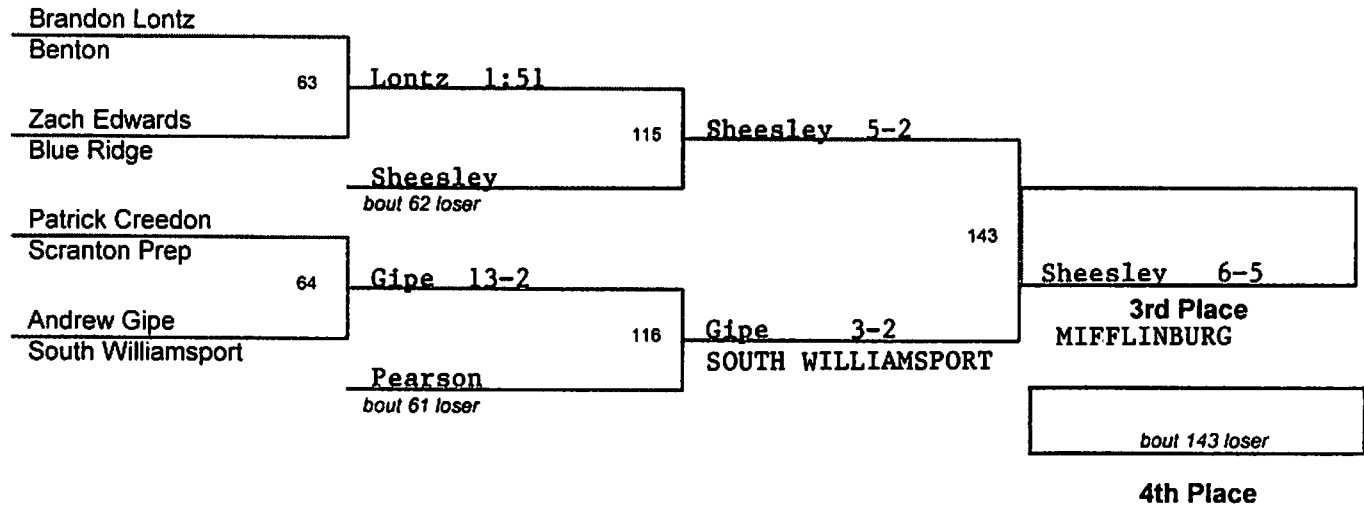 Brandon Lontz
Benton
63
Lontz 1:51
Zach Edwards
Blue Ridge
115
Sheesley 5-2
Sheesley
bout 62 loser
Patrick Creedon
Scranton Prep
143
64
Gipe 13-2
Sheesley 6-5
3rd Place
MIFFLINBURG
Andrew Gipe
South Williamsport
116
Gipe 3-2
SOUTH WILLIAMSPORT
Pearson
bout 61 loser
bout 143 loser
4th Place